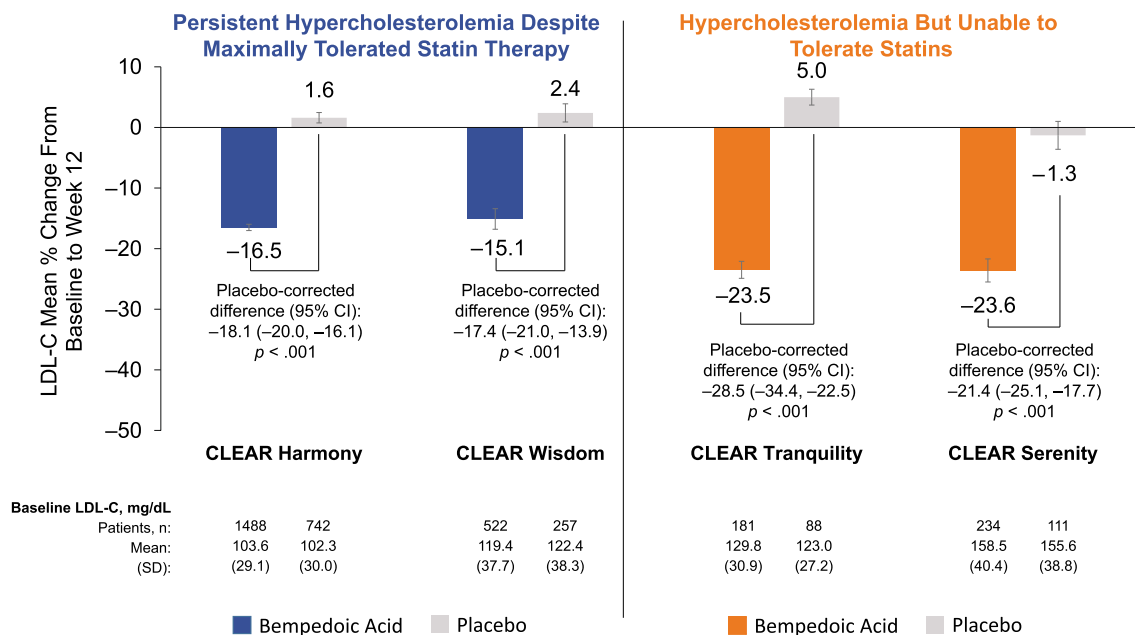 Persistent Hypercholesterolemia Despite
Maximally Tolerated Statin Therapy
Hypercholesterolemia But Unable to
Tolerate Statins
LDL-C Mean % Change From
Baseline to Week 12
10
0
–10
–20
–30
–40
–50
1.6
–16.5
Placebo-corrected
difference (95% CI):
–18.1 (–20.0, –16.1)
p < .001
2.4
–15.1
Placebo-corrected
difference (95% CI):
–17.4 (–21.0, –13.9)
p < .001
5.0
–23.5
Placebo-corrected
difference (95% CI):
–28.5 (–34.4, –22.5)
p < .001
–1.3
–23.6
Placebo-corrected
difference (95% CI):
–21.4 (–25.1, –17.7)
p < .001
CLEAR Harmony CLEAR Wisdom CLEAR Tranquility CLEAR Serenity
Baseline LDL-C, mg/dL
Patients, n: 1488 742 522 257 181 88 234 111
Mean: 103.6 102.3 119.4 122.4 129.8 123.0 158.5 155.6
(SD): (29.1) (30.0) (37.7) (38.3) (30.9) (27.2) (40.4) (38.8)
Bempedoic Acid Placebo Bempedoic Acid Placebo